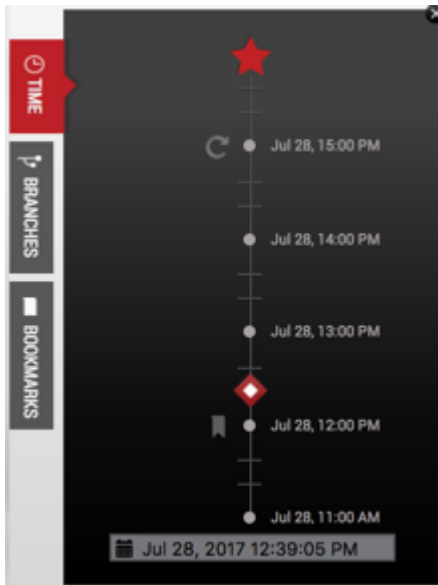 TIME
BRANCHES
BOOKMARKS
Jul 28, 15:00 PM
Jul 28, 14:00 PM
Jul 28, 13:00 PM
Jul 28, 12:00 PM
Jul 28, 11:00 AM
Jul 28, 2017 12:39:05 PM